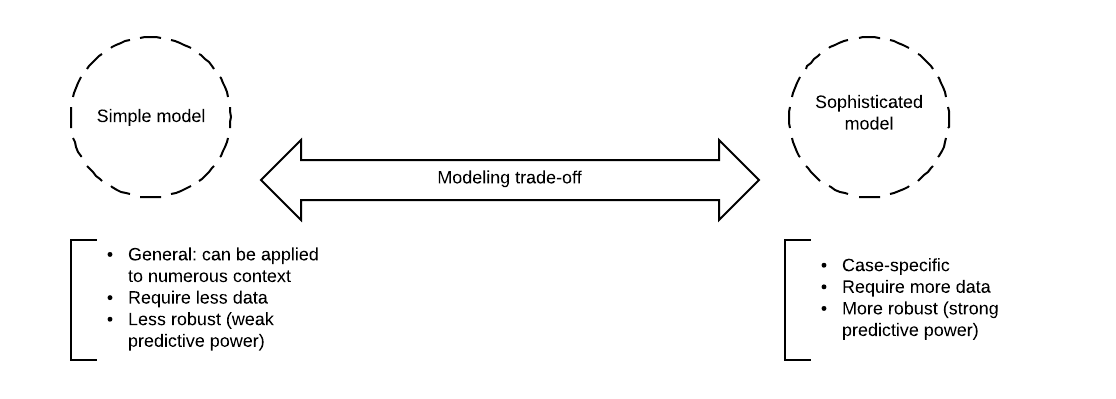 Simple model
Sophisticated
model
Modeling trade-off
• General: can be applied
to numerous context
• Require less data
• Less robust (weak
predictive power)
• Case-specific
• Require more data
• More robust (strong
predictive power)